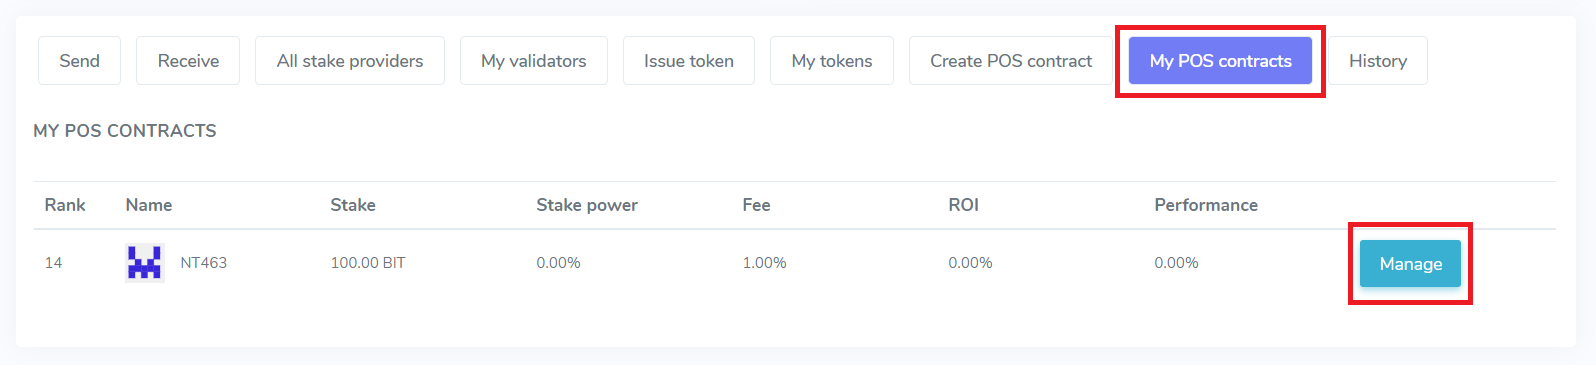 Send Receive All stake providers My validators Issue token My tokens Create POS contract My POS contracts History
MY POS CONTRACTS
Rank Name Stake Stake power Fee ROI Performance
14 NT463 100.00 BIT 0.00% 1.00% 0.00% 0.00% Manage